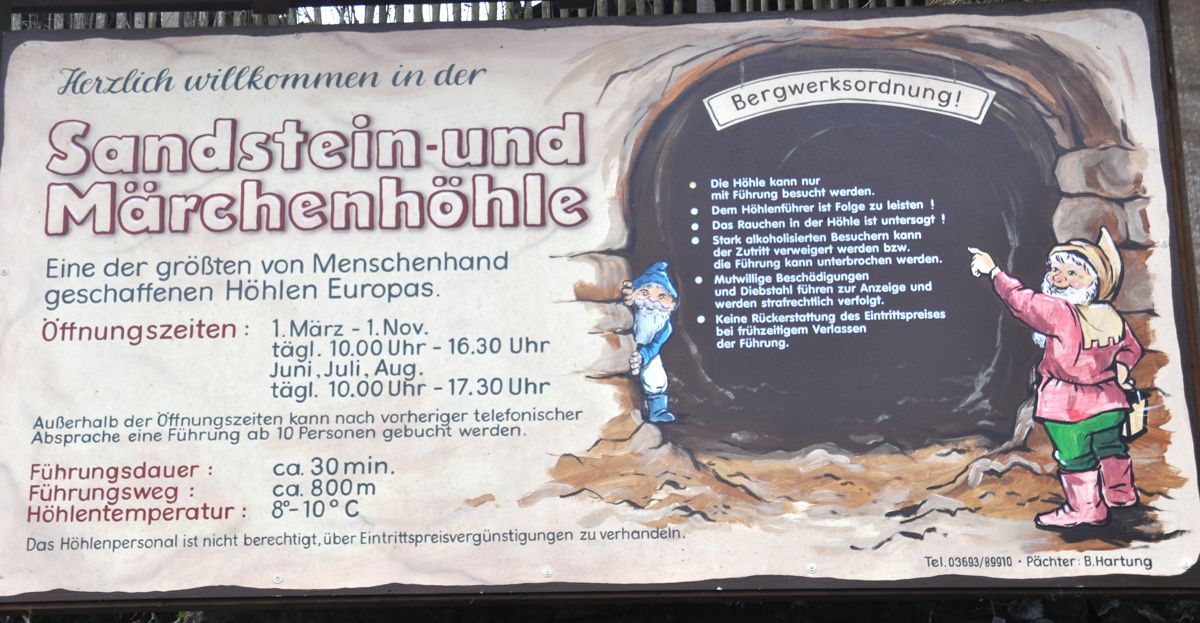 Herzlich willkommen in der
Sandstein-und
Märchenhöhle
Eine der größten von Menschenhand
geschaffenen Höhlen Europas.
Öffnungszeiten : 1. März - 1. Nov.
tägl. 10.00 Uhr - 16.30 Uhr
Juni, Juli, Aug.
tägl. 10.00 Uhr - 17.30 Uhr
Außerhalb der Öffnungszeiten kann nach vorheriger telefonischer
Absprache eine Führung ab 10 Personen gebucht werden.
Führungsdauer : ca. 30 min.
Führungsweg : ca. 800 m
Höhlentemperatur : 8°- 10° C
Das Höhlenpersonal ist nicht berechtigt, über Eintrittspreisvergünstigungen zu verhandeln.
Bergwerksordnung!
• Die Höhle kann nur
mit Führung besucht werden.
• Dem Höhlenführer ist Folge zu leisten !
• Das Rauchen in der Höhle ist untersagt !
• Stark alkoholisierten Besuchern kann
der Zutritt verweigert werden bzw.
die Führung kann unterbrochen werden.
• Mutwillige Beschädigungen
und Diebstahl führen zur Anzeige und
werden strafrechtlich verfolgt.
• Keine Rückerstattung des Eintrittspreises
bei frühzeitigem Verlassen
der Führung.
Tel. 03693/89910 · Pächter: B. Hartung